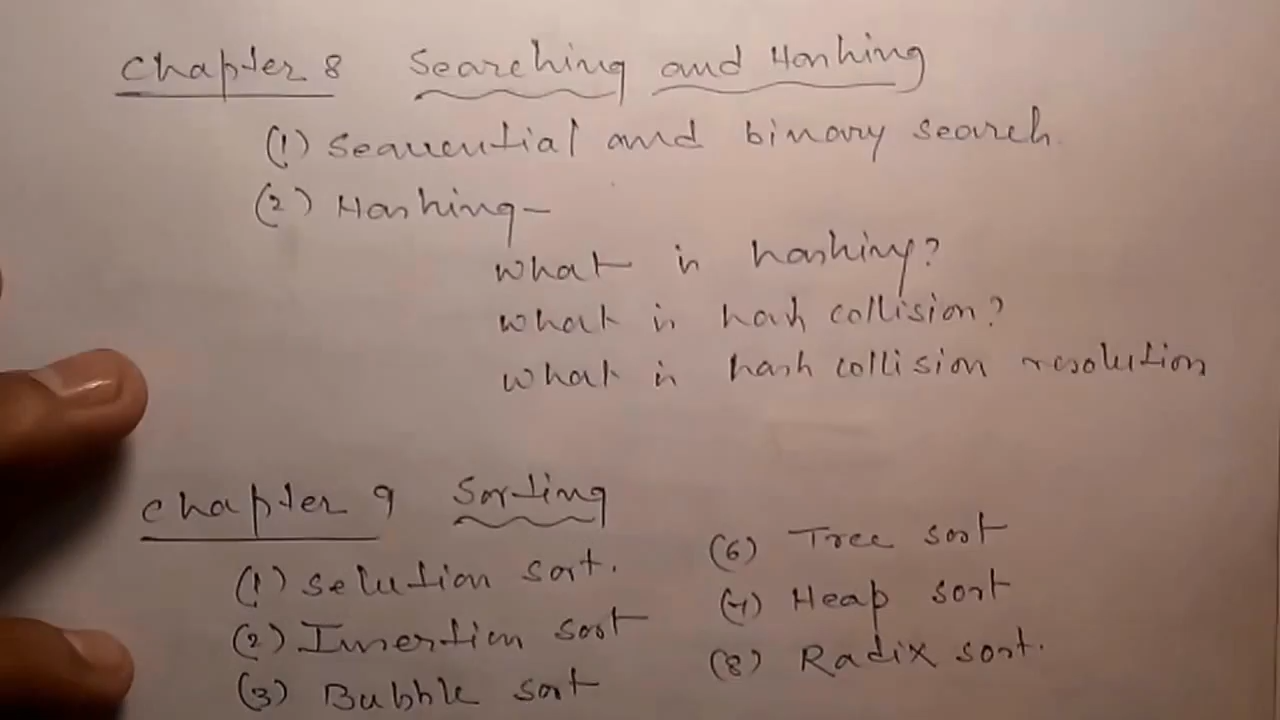 Chapter 8 Searching and Hashing
(1) Sequential and binary search.
(2) Hashing-
What is hashing?
What is hash collision?
What is hash collision resolution
Chapter 9 Sorting
(1) Selection sort.
(2) Insertion sort
(3) Bubble sort
(6) Tree sort
(7) Heap sort
(8) Radix sort.